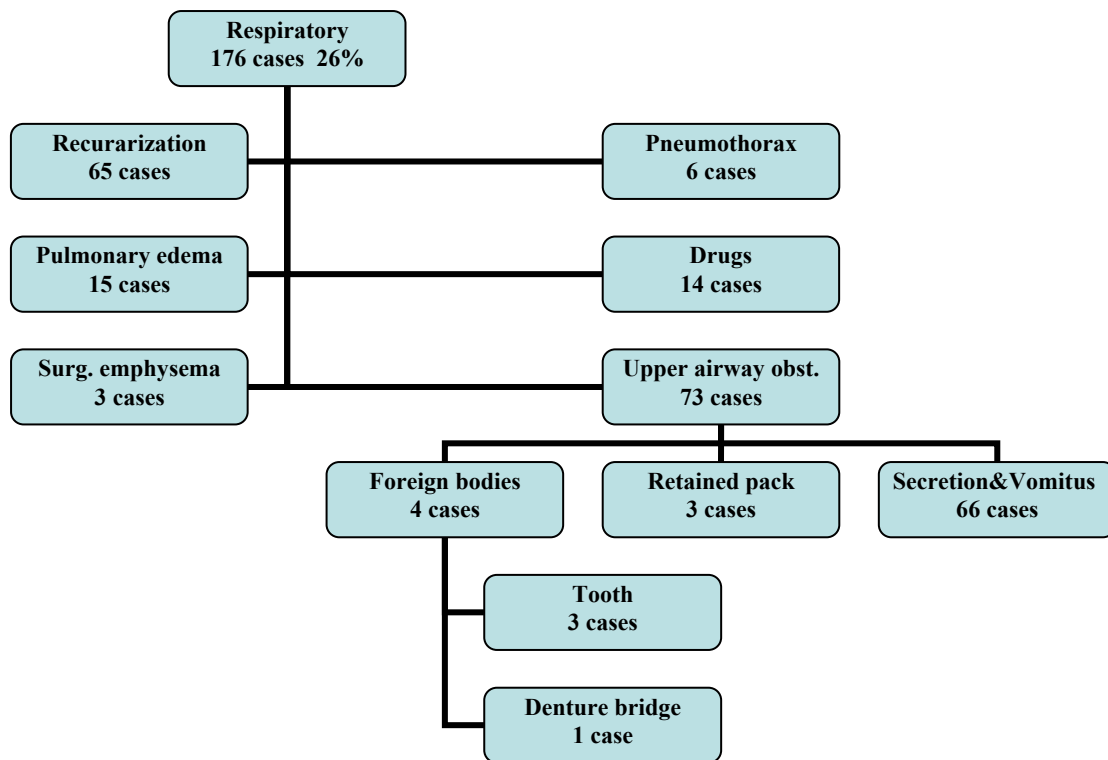 Respiratory
176 cases  26%
Recurarization
65 cases
Pneumothorax
6 cases
Pulmonary edema
15 cases
Drugs
14 cases
Surg. emphysema
3 cases
Upper airway obst.
73 cases
Foreign bodies
4 cases
Retained pack
3 cases
Secretion&Vomitus
66 cases
Tooth
3 cases
Denture bridge
1 case